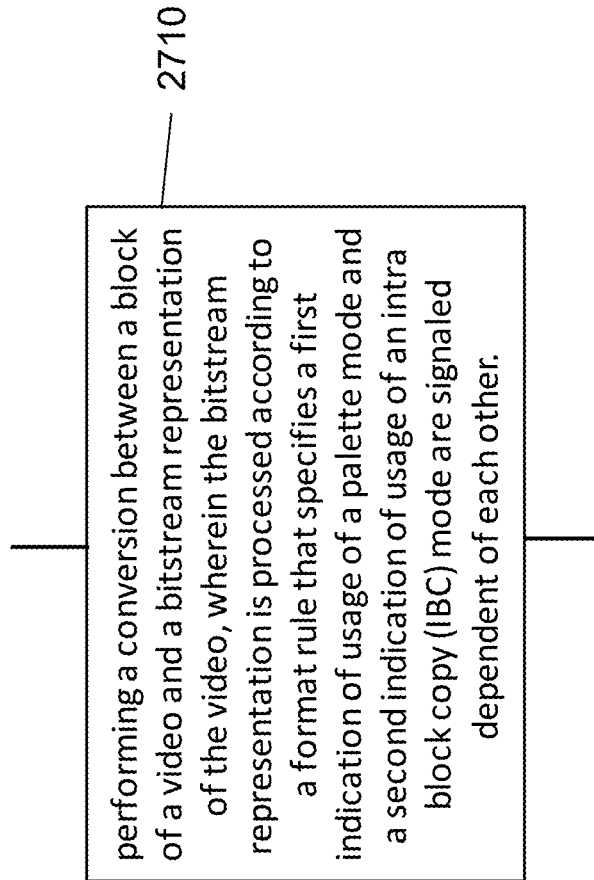 2710
performing a conversion between a block
of a video and a bitstream representation
of the video, wherein the bitstream
representation is processed according to
a format rule that specifies a first
indication of usage of a palette mode and
a second indication of usage of an intra
block copy (IBC) mode are signaled
dependent of each other.